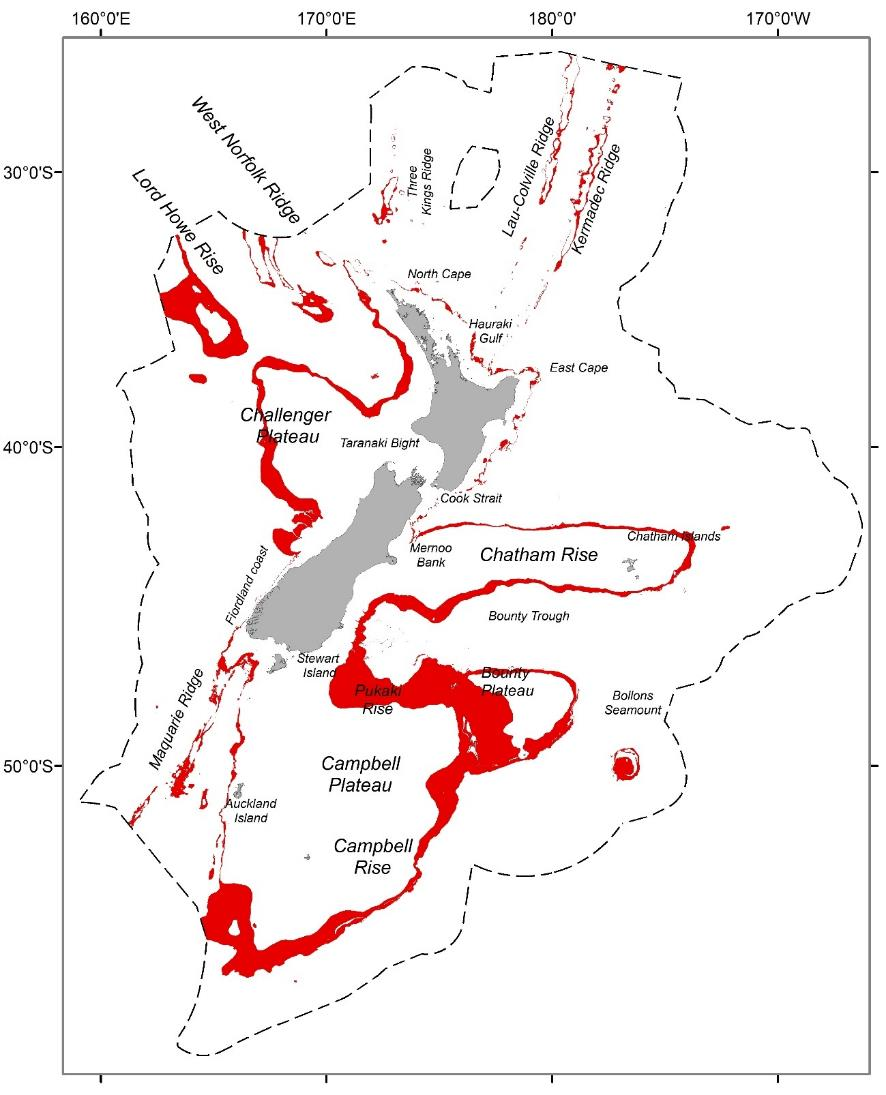 160°0'E
170°0'E
180°0'
170°0'W
West Norfolk Ridge
Lord Howe Rise
Three
Kings Ridge
Lau-Colville Ridge
Kermadec Ridge
30°0'S
North Cape
Hauraki
Gulf
East Cape
Challenger
Plateau
Taranaki Bight
40°0'S
Cook Strait
Chatham Islands
Mernoo
Bank
Chatham Rise
Fiordland coast
Bounty Trough
Stewart
Island
Pukaki
Rise
Bounty
Plateau
Bollons
Seamount
Maquarie Ridge
50°0'S
Campbell
Plateau
Auckland
Island
Campbell
Rise